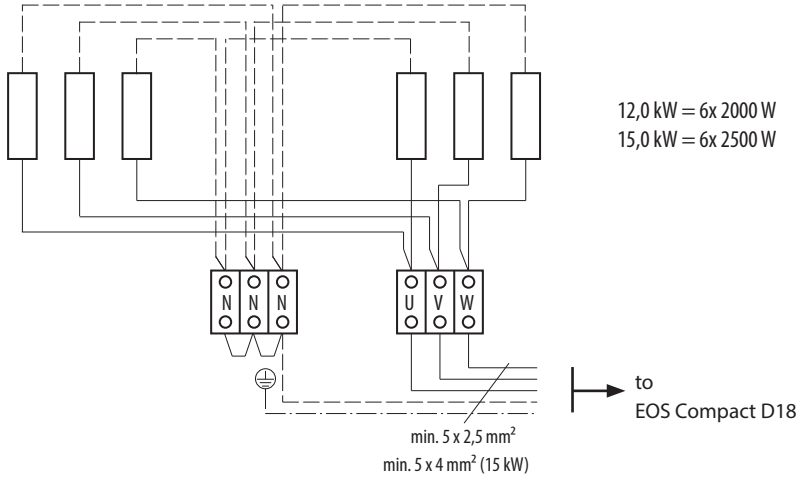 12,0 kW = 6x 2000 W
15,0 kW = 6x 2500 W
N N N U V W
to
EOS Compact D18
min. 5 x 2,5 mm²
min. 5 x 4 mm² (15 kW)